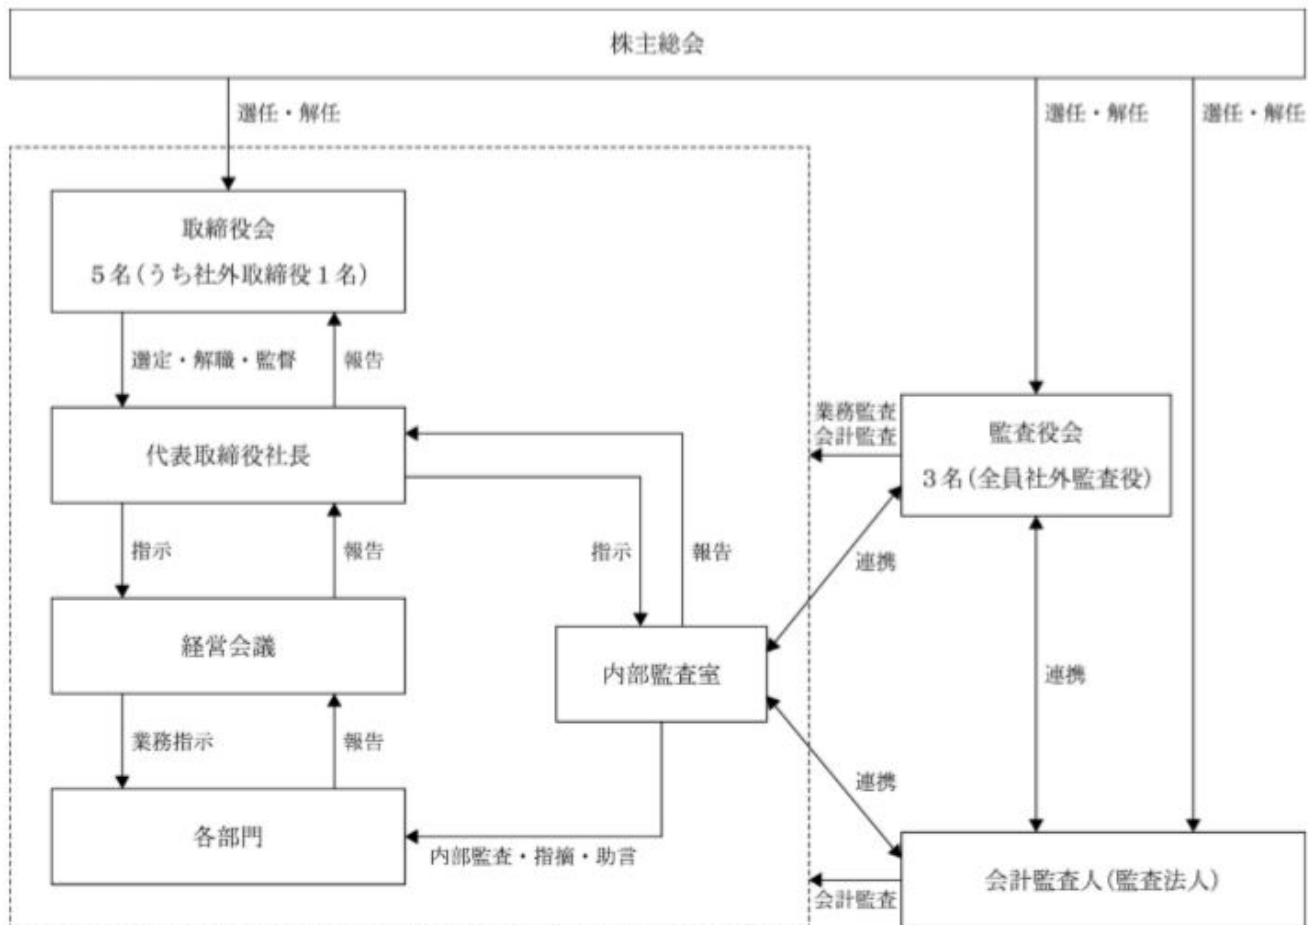 株主総会
選任・解任
選任・解任
選任・解任
取締役会
5名(うち社外取締役1名)
選定・解職・監督
報告
代表取締役社長
業務監査
会計監査
監査役会
3名(全員社外監査役)
指示
報告
指示
報告
連携
経営会議
内部監査室
連携
業務指示
報告
連携
各部門
内部監査・指摘・助言
会計監査
会計監査人(監査法人)